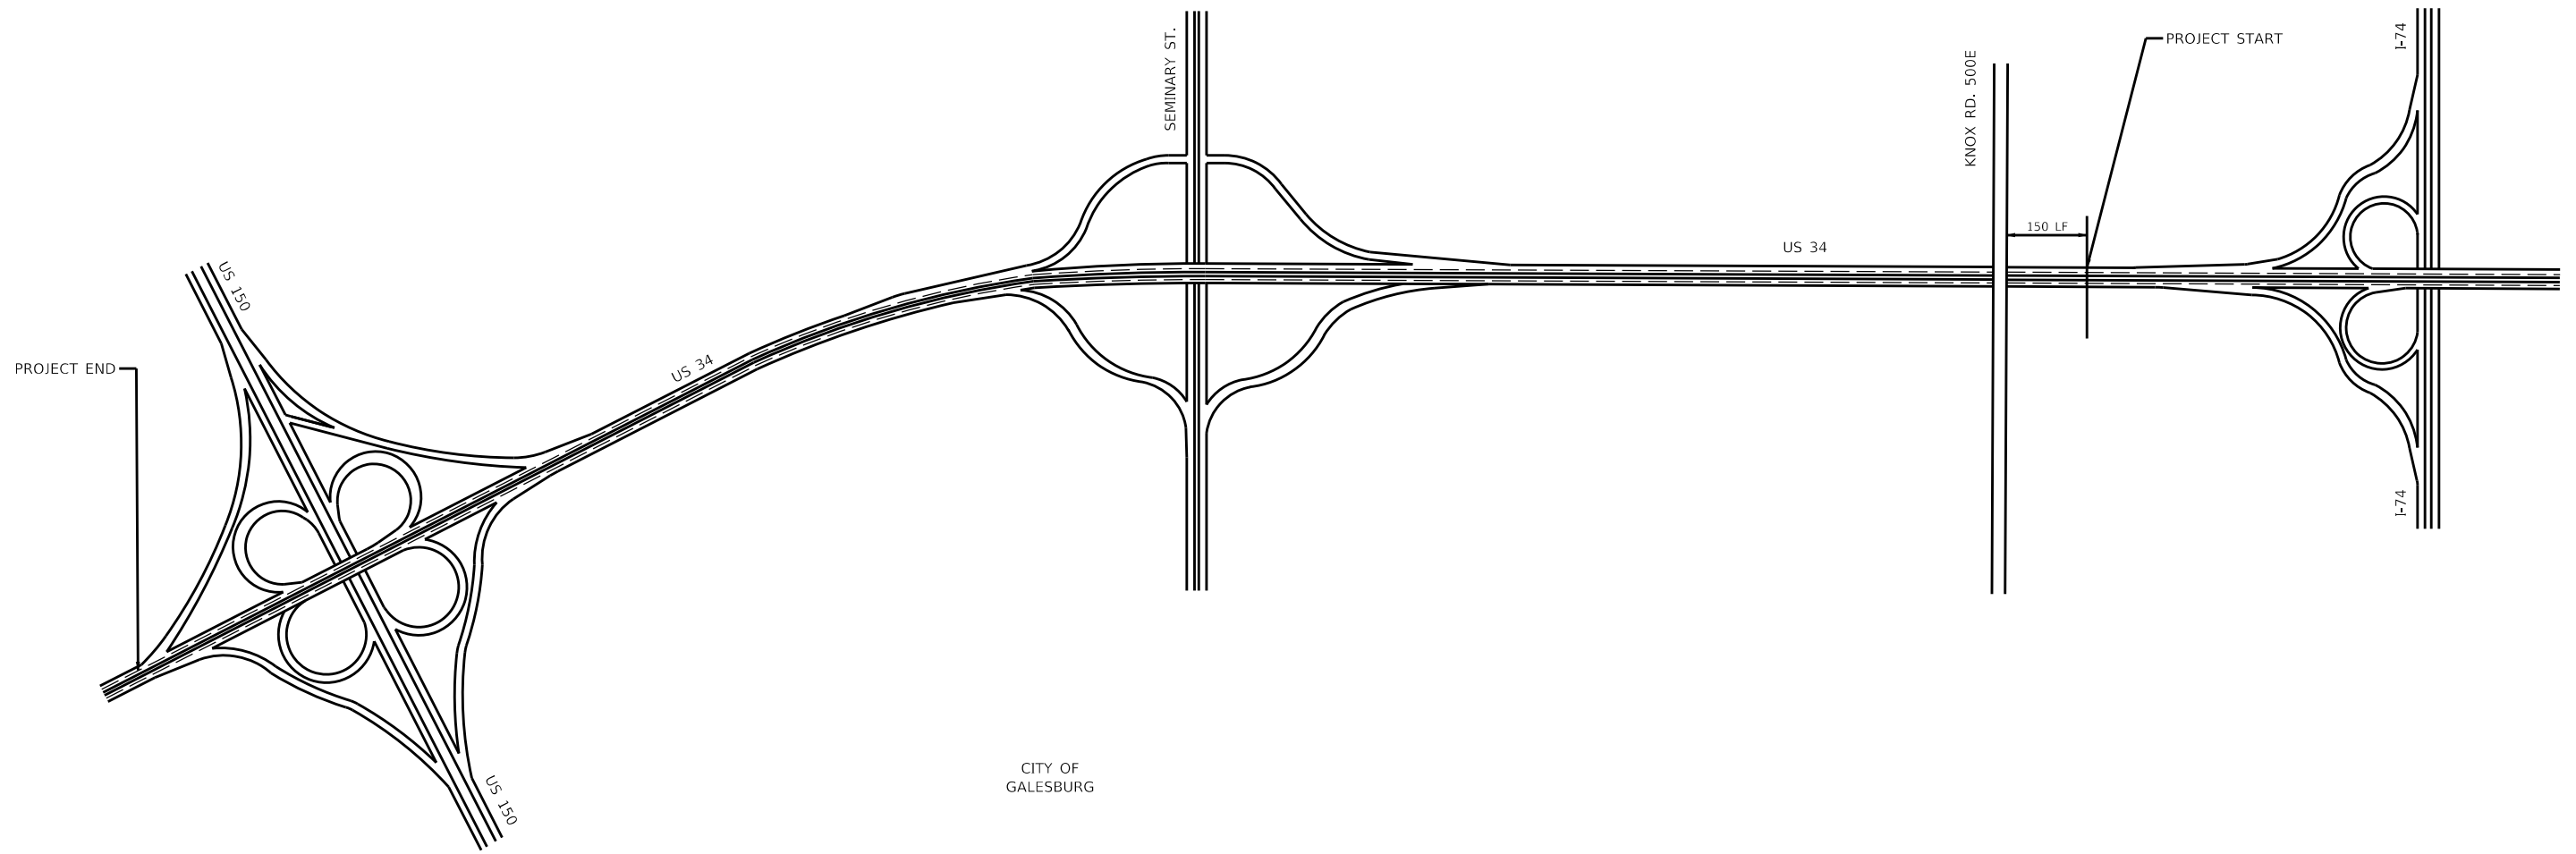 SEMINARY ST.
KNOX RD. 500E
PROJECT START
I-74
150 LF
US 34
US 150
PROJECT END
US 34
I-74
US 150
CITY OF
GALESBURG